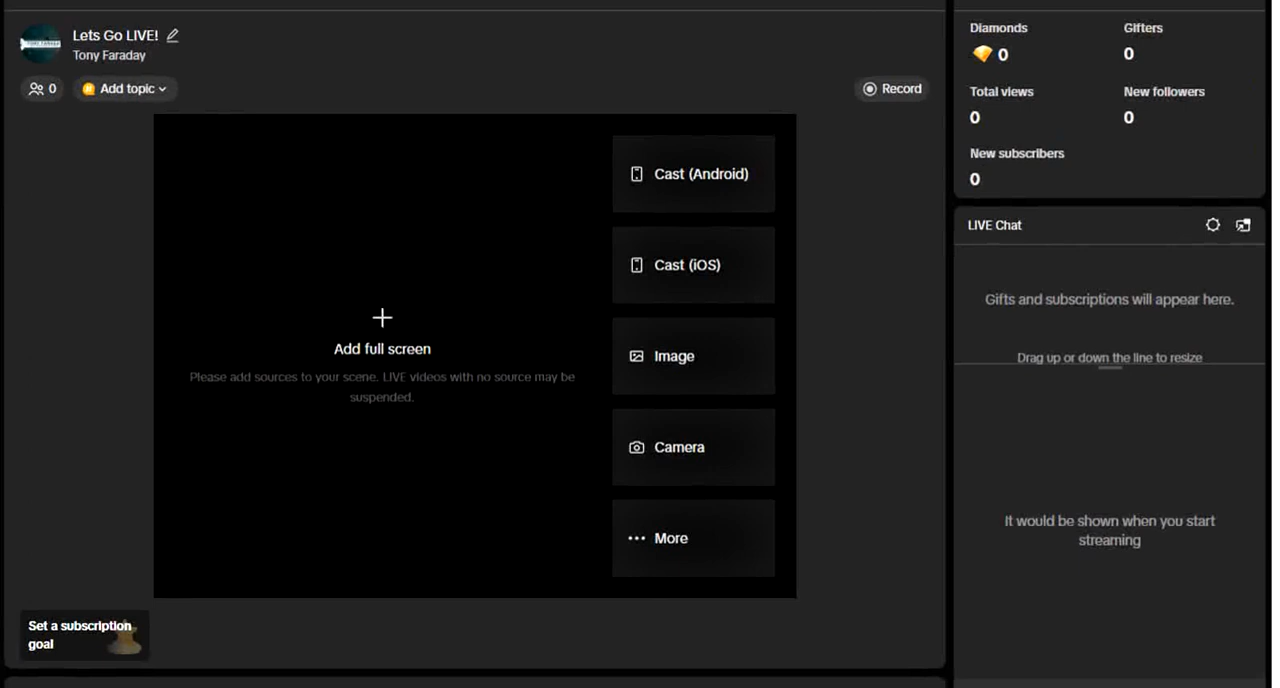 Lets Go LIVE!
Tony Faraday
0
Add topic
Record
Add full screen
Please add sources to your scene. LIVE videos with no source may be
suspended.
Cast (Android)
Cast (iOS)
Image
Camera
More
Set a subscription
goal
Diamonds
Gifters
0
0
Total views
New followers
0
0
New subscribers
0
LIVE Chat
Gifts and subscriptions will appear here.
Drag up or down the line to resize
It would be shown when you start
streaming